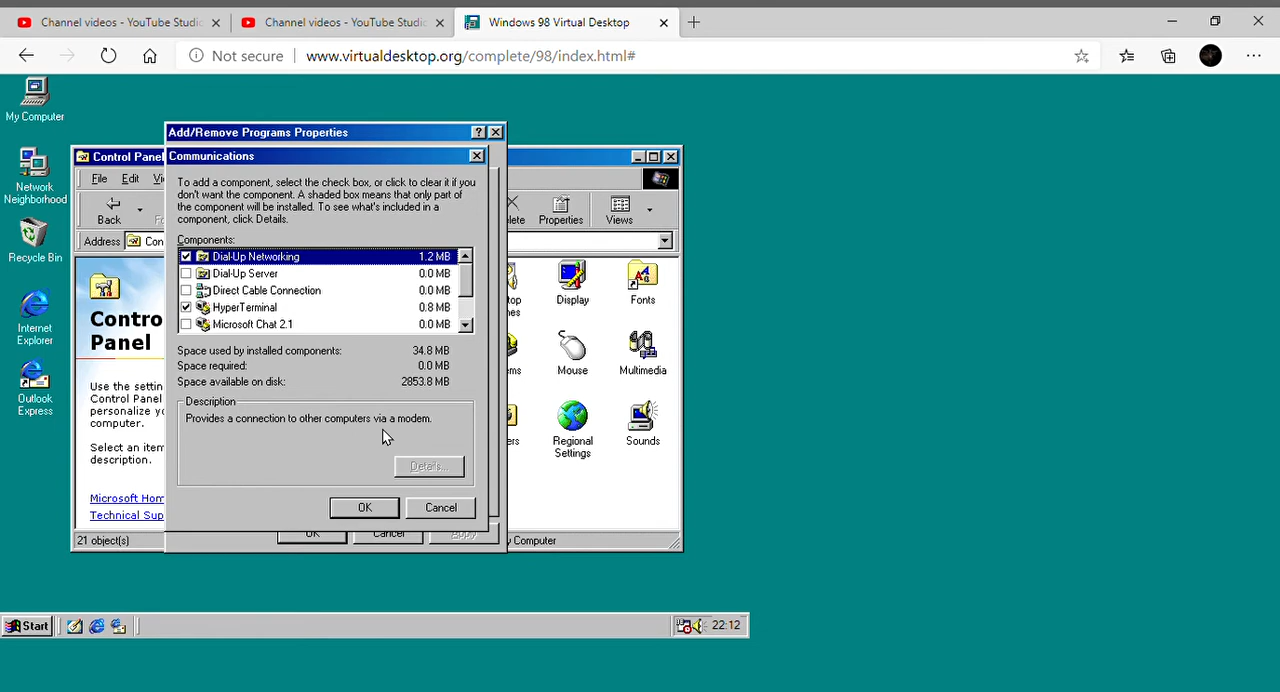 Channel videos - YouTube Studio
Channel videos - YouTube Studio
Windows 98 Virtual Desktop
Not secure
www.virtualdesktop.org/complete/98/index.html#
My Computer
Network Neighborhood
Recycle Bin
Internet Explorer
Outlook Express
Control Panel
File Edit Vi
Back
Fo
elete
Properties
Views
Address
Con
Contro
Panel
Use the settin
Control Panel
personalize yo
computer.
Select an item
description.
Microsoft Hom
Technical Sup
Display
Fonts
Mouse
Multimedia
Regional Settings
Sounds
21 object(s)
y Computer
Add/Remove Programs Properties
Communications
To add a component, select the check box, or click to clear it if you
don't want the component. A shaded box means that only part of
the component will be installed. To see what's included in a
component, click Details.
Components:
Dial-Up Networking 1.2 MB
Dial-Up Server 0.0 MB
Direct Cable Connection 0.0 MB
HyperTerminal 0.8 MB
Microsoft Chat 2.1 0.0 MB
Space used by installed components: 34.8 MB
Space required: 0.0 MB
Space available on disk: 2853.8 MB
Description
Provides a connection to other computers via a modem.
Details...
OK
Cancel
OK
Cancel
Apply
Start
22:12